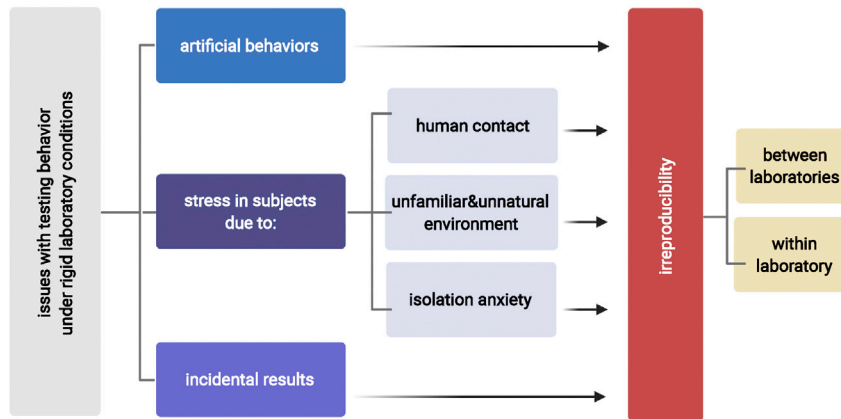 issues with testing behavior
under rigid laboratory conditions
artificial behaviors
stress in subjects
due to:
incidental results
human contact
unfamiliar&unnatural
environment
isolation anxiety
irreproducibility
between
laboratories
within
laboratory